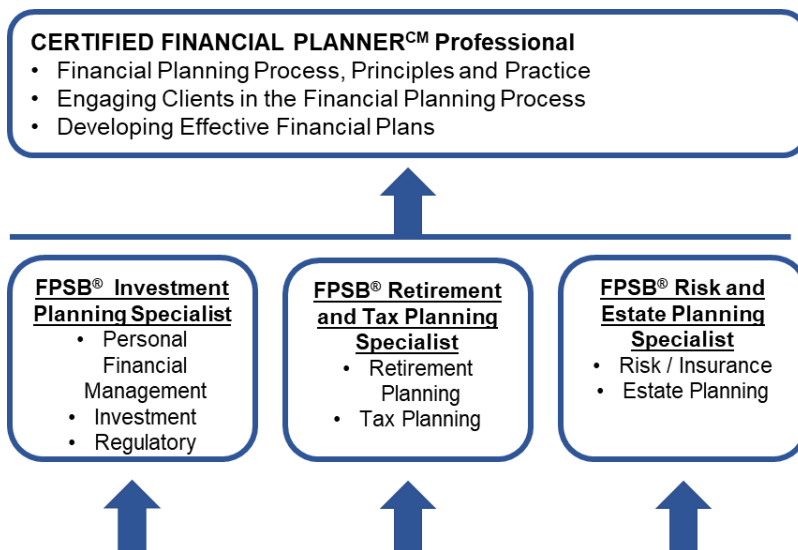 CERTIFIED FINANCIAL PLANNERᶜᴹ Professional
• Financial Planning Process, Principles and Practice
• Engaging Clients in the Financial Planning Process
• Developing Effective Financial Plans
FPSB® Investment
Planning Specialist
• Personal
Financial
Management
• Investment
• Regulatory
FPSB® Retirement
and Tax Planning
Specialist
• Retirement
Planning
• Tax Planning
FPSB® Risk and
Estate Planning
Specialist
• Risk / Insurance
• Estate Planning